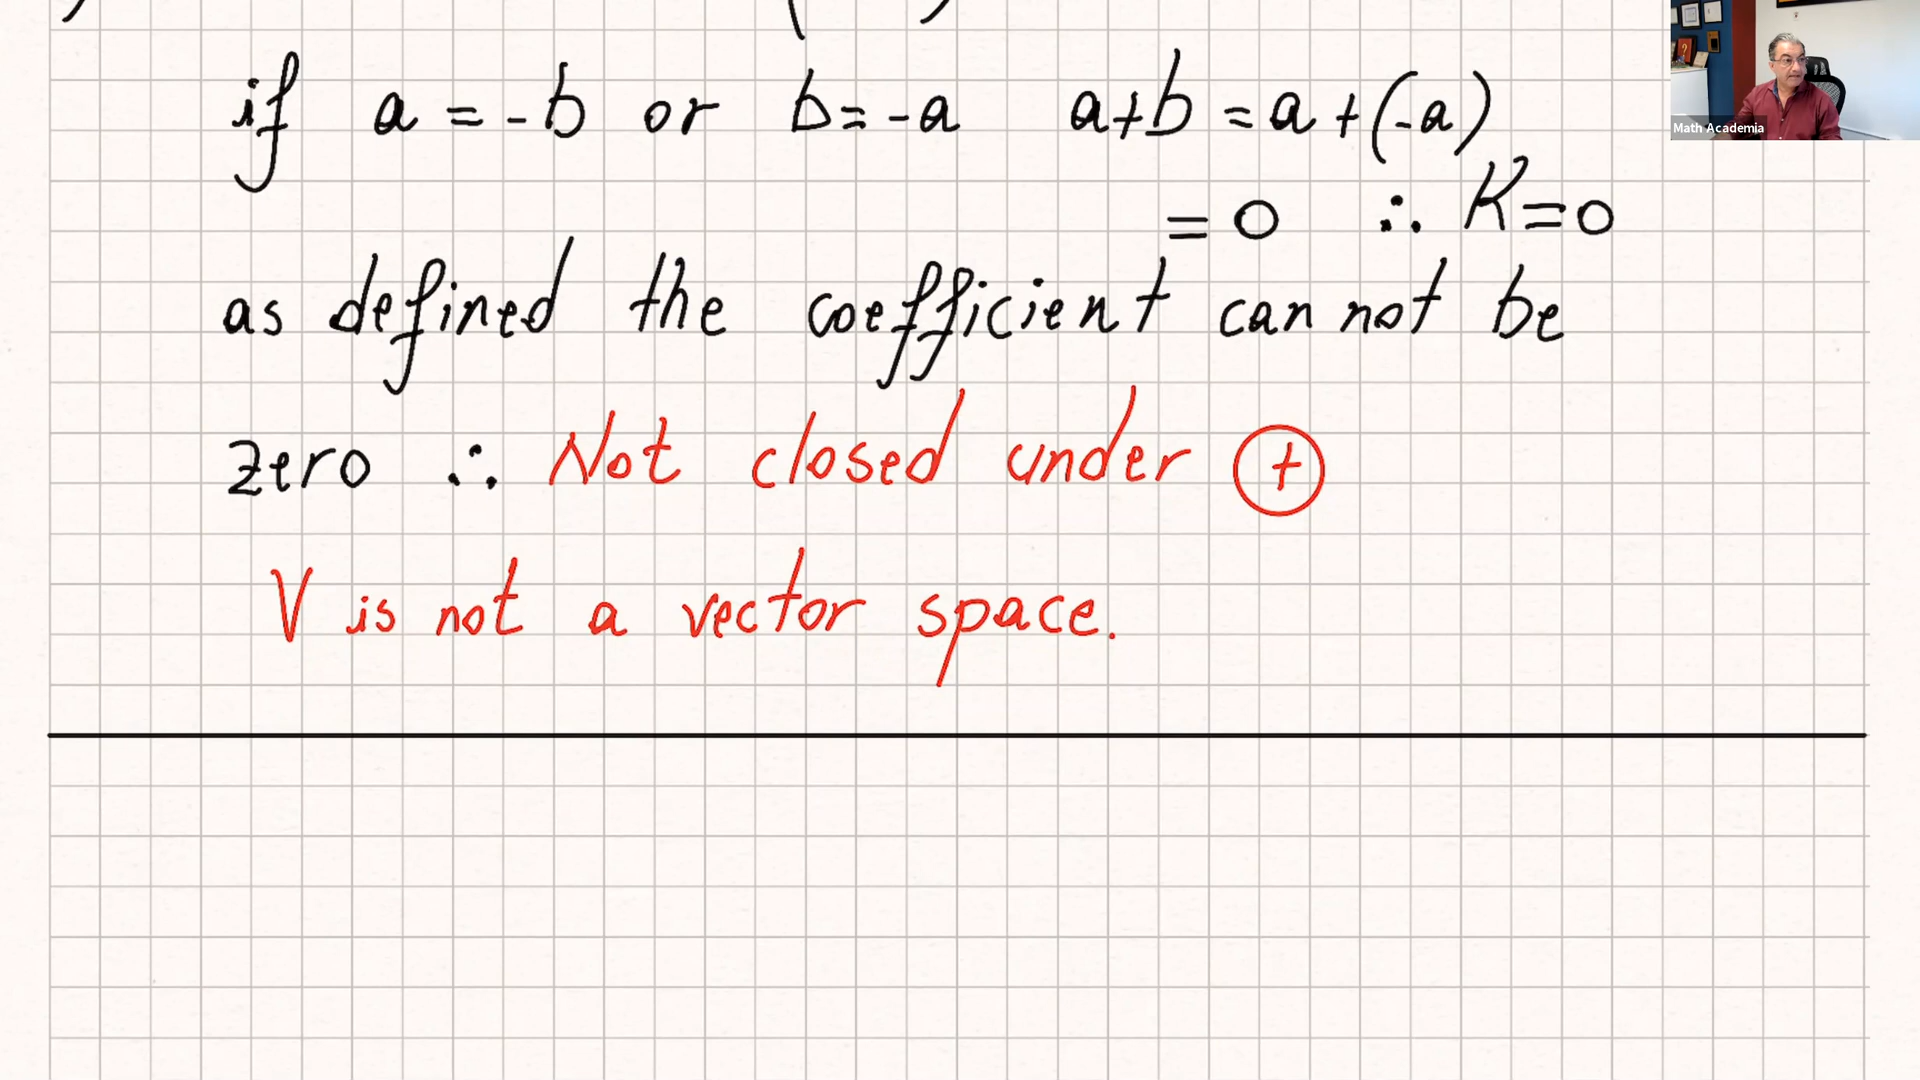 if a = -b or b = -a a+b = a + (-a)
= 0 ∴ K = 0
as defined the coefficient can not be
zero ∴ Not closed under ⊕
V is not a vector space.
Math Academia